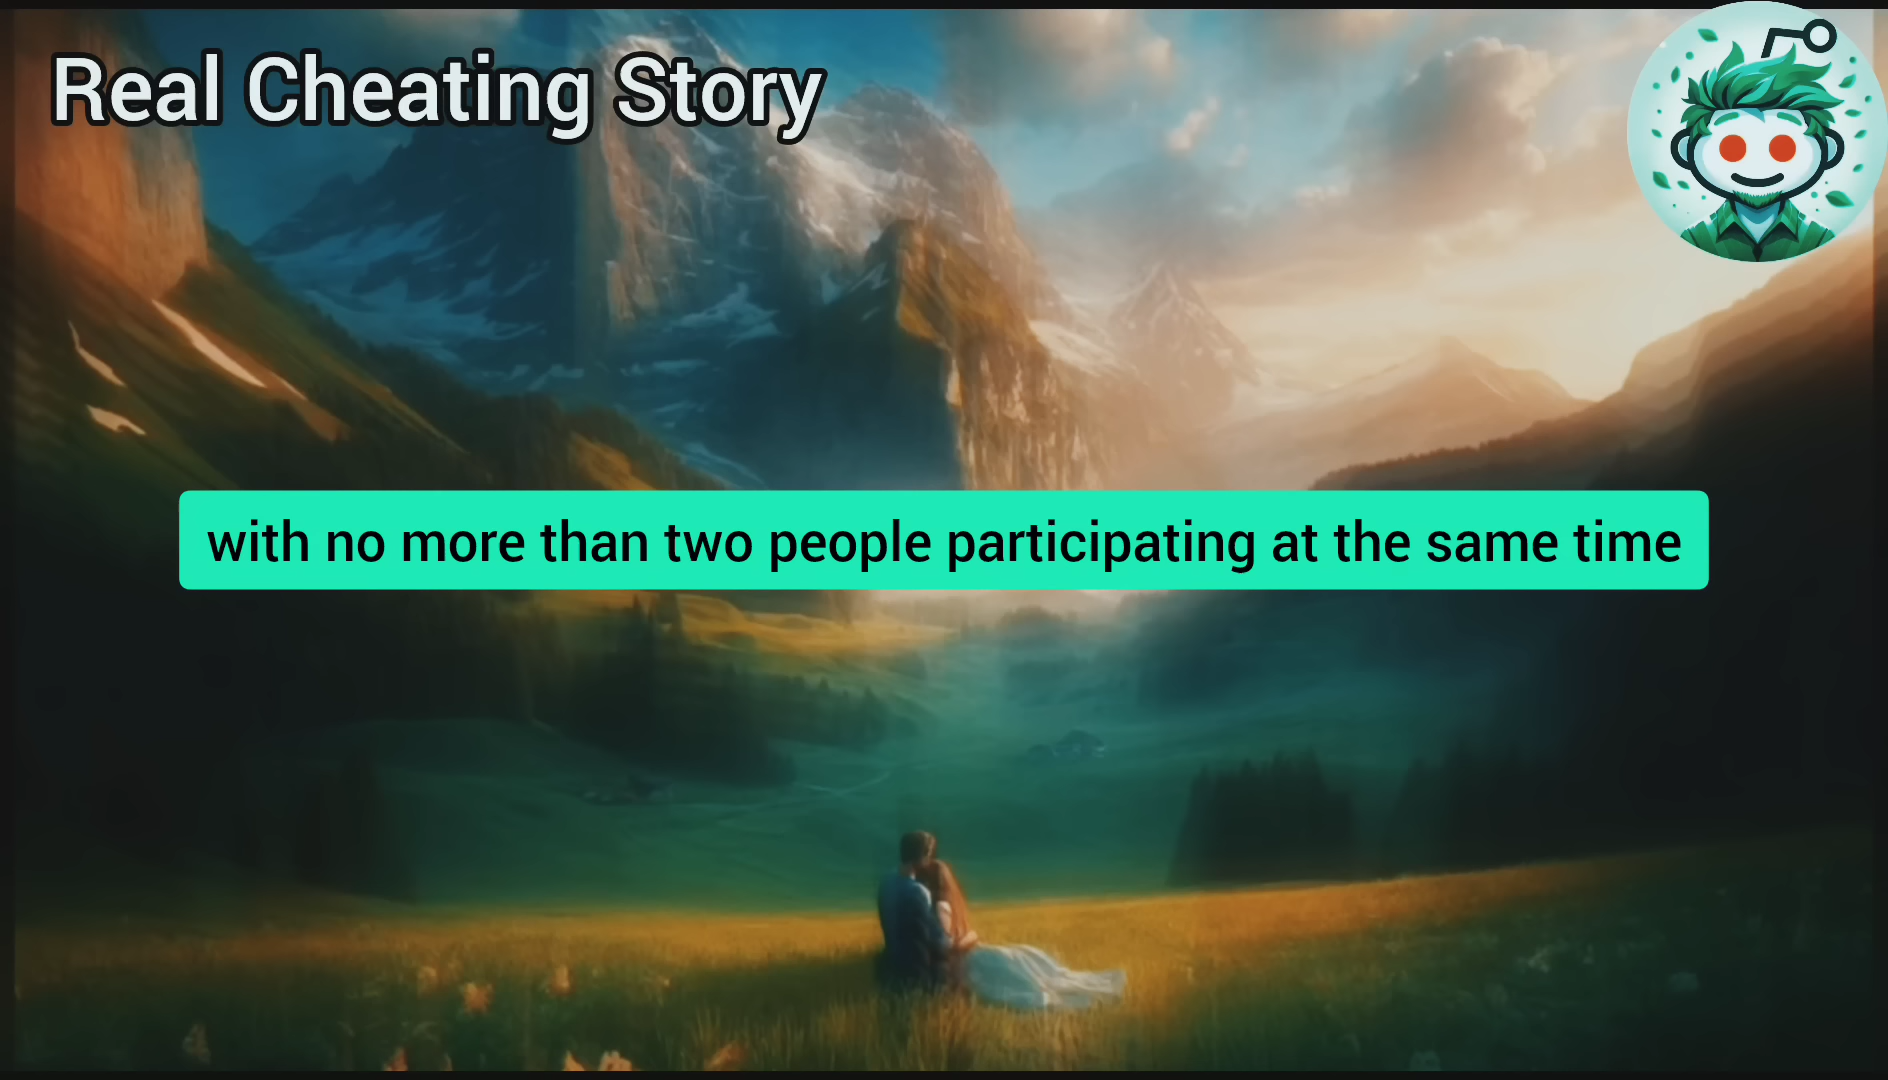 Real Cheating Story
with no more than two people participating at the same time